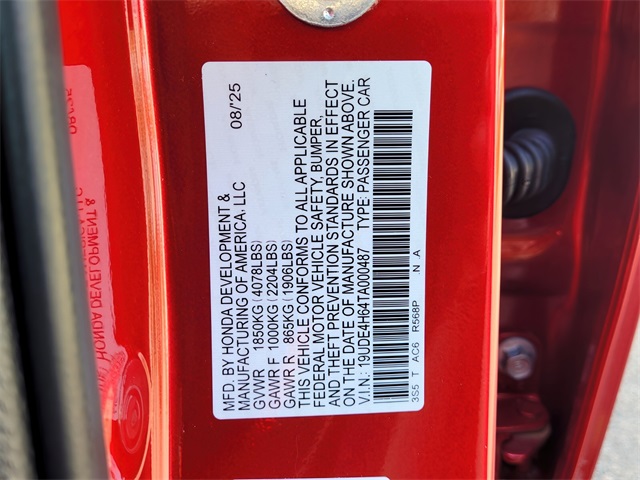 MFD. BY HONDA DEVELOPMENT &
MANUFACTURING OF AMERICA, LLC 08/'25
GVWR 1850KG(4078LBS)
GAWR F 1000KG(2204LBS)
GAWR R 865KG(1906LBS)
THIS VEHICLE CONFORMS TO ALL APPLICABLE
FEDERAL MOTOR VEHICLE SAFETY, BUMPER,
AND THEFT PREVENTION STANDARDS IN EFFECT
ON THE DATE OF MANUFACTURE SHOWN ABOVE.
V.I.N.: 19UDE4H64TA000487 TYPE: PASSENGER CAR
3S5 T AC6 R568P N A
HONDA DEVELOPMENT &